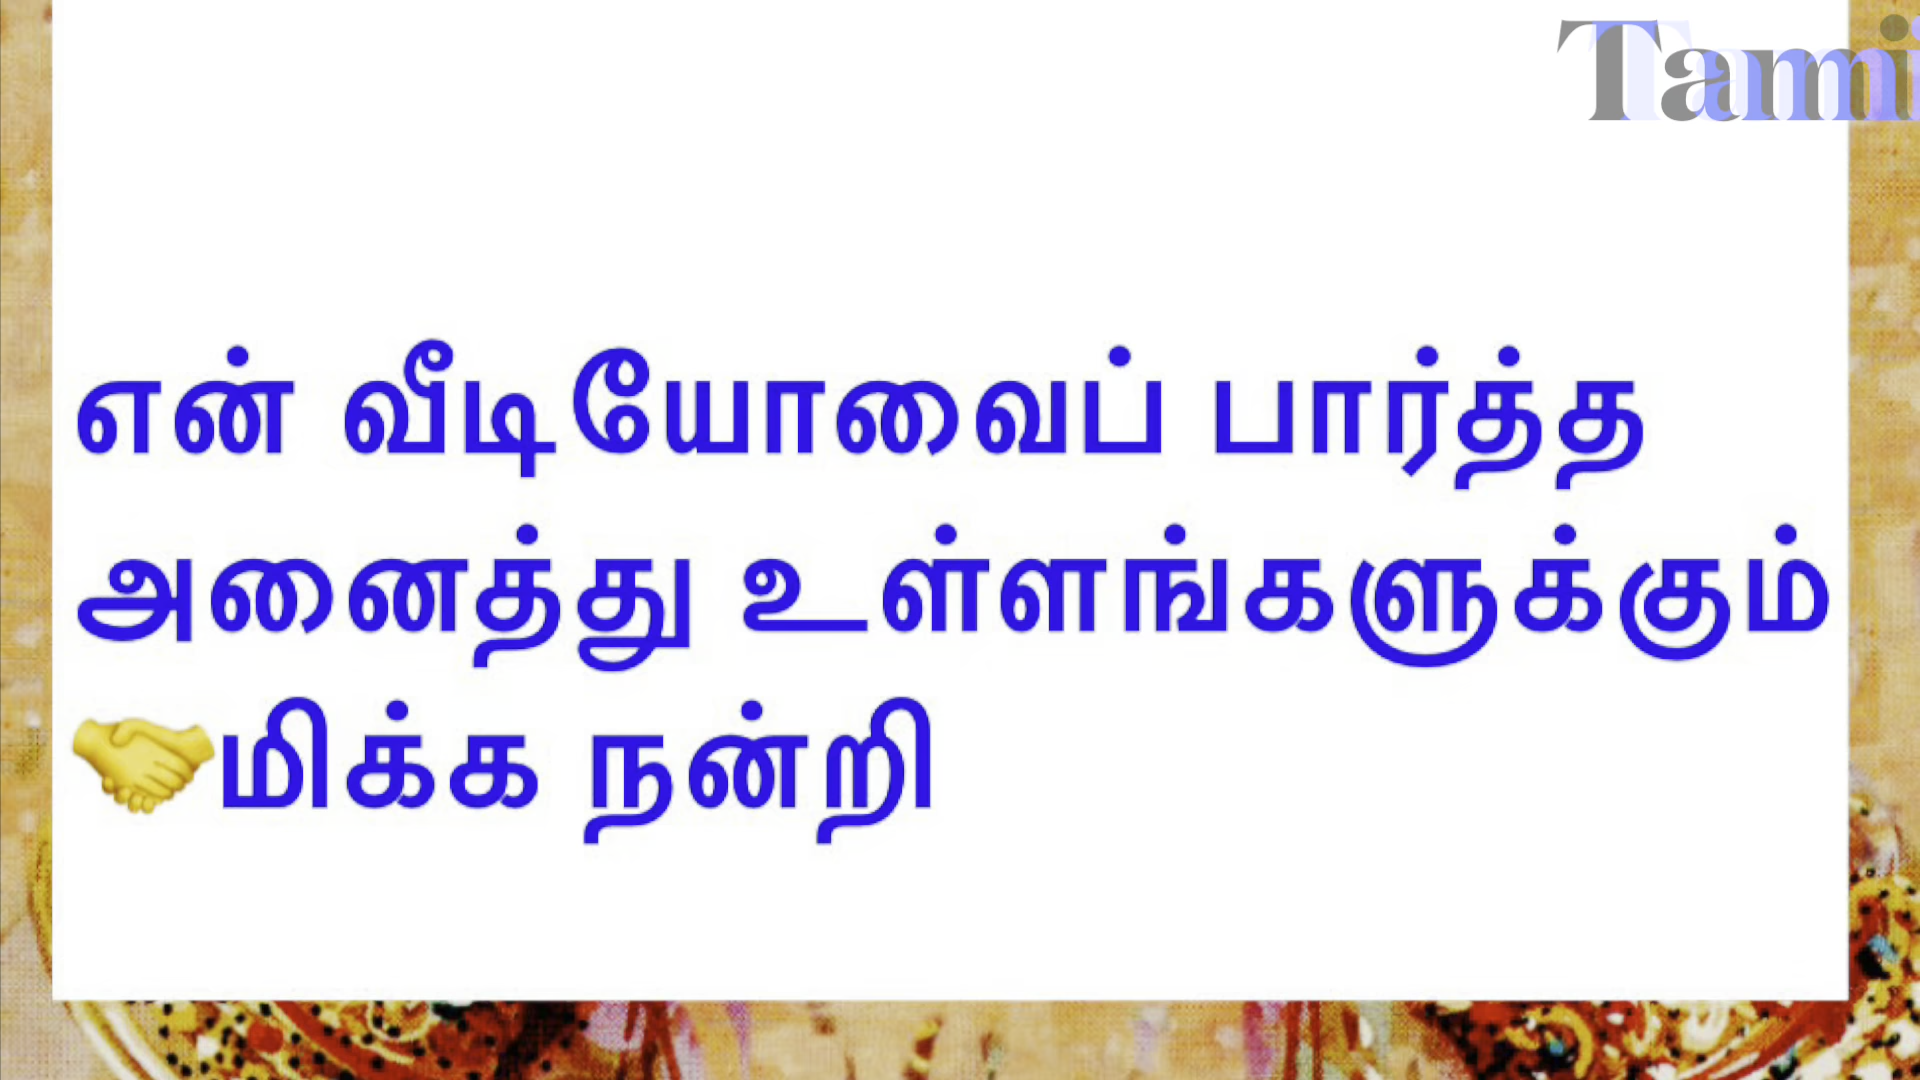 Tami
என் வீடியோவைப் பார்த்த
அனைத்து உள்ளங்களுக்கும்
🤝மிக்க நன்றி